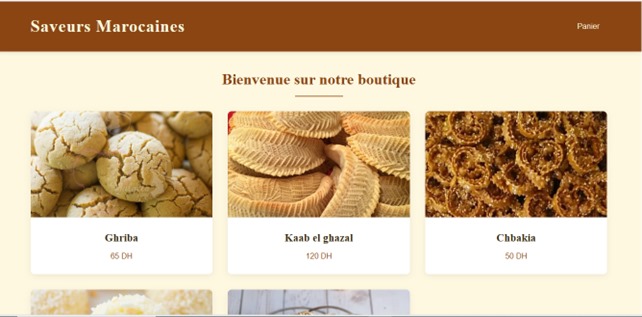 Saveurs Marocaines
Panier
Bienvenue sur notre boutique
Ghriba
Kaab el ghazal
Chbakia
65 DH
120 DH
50 DH